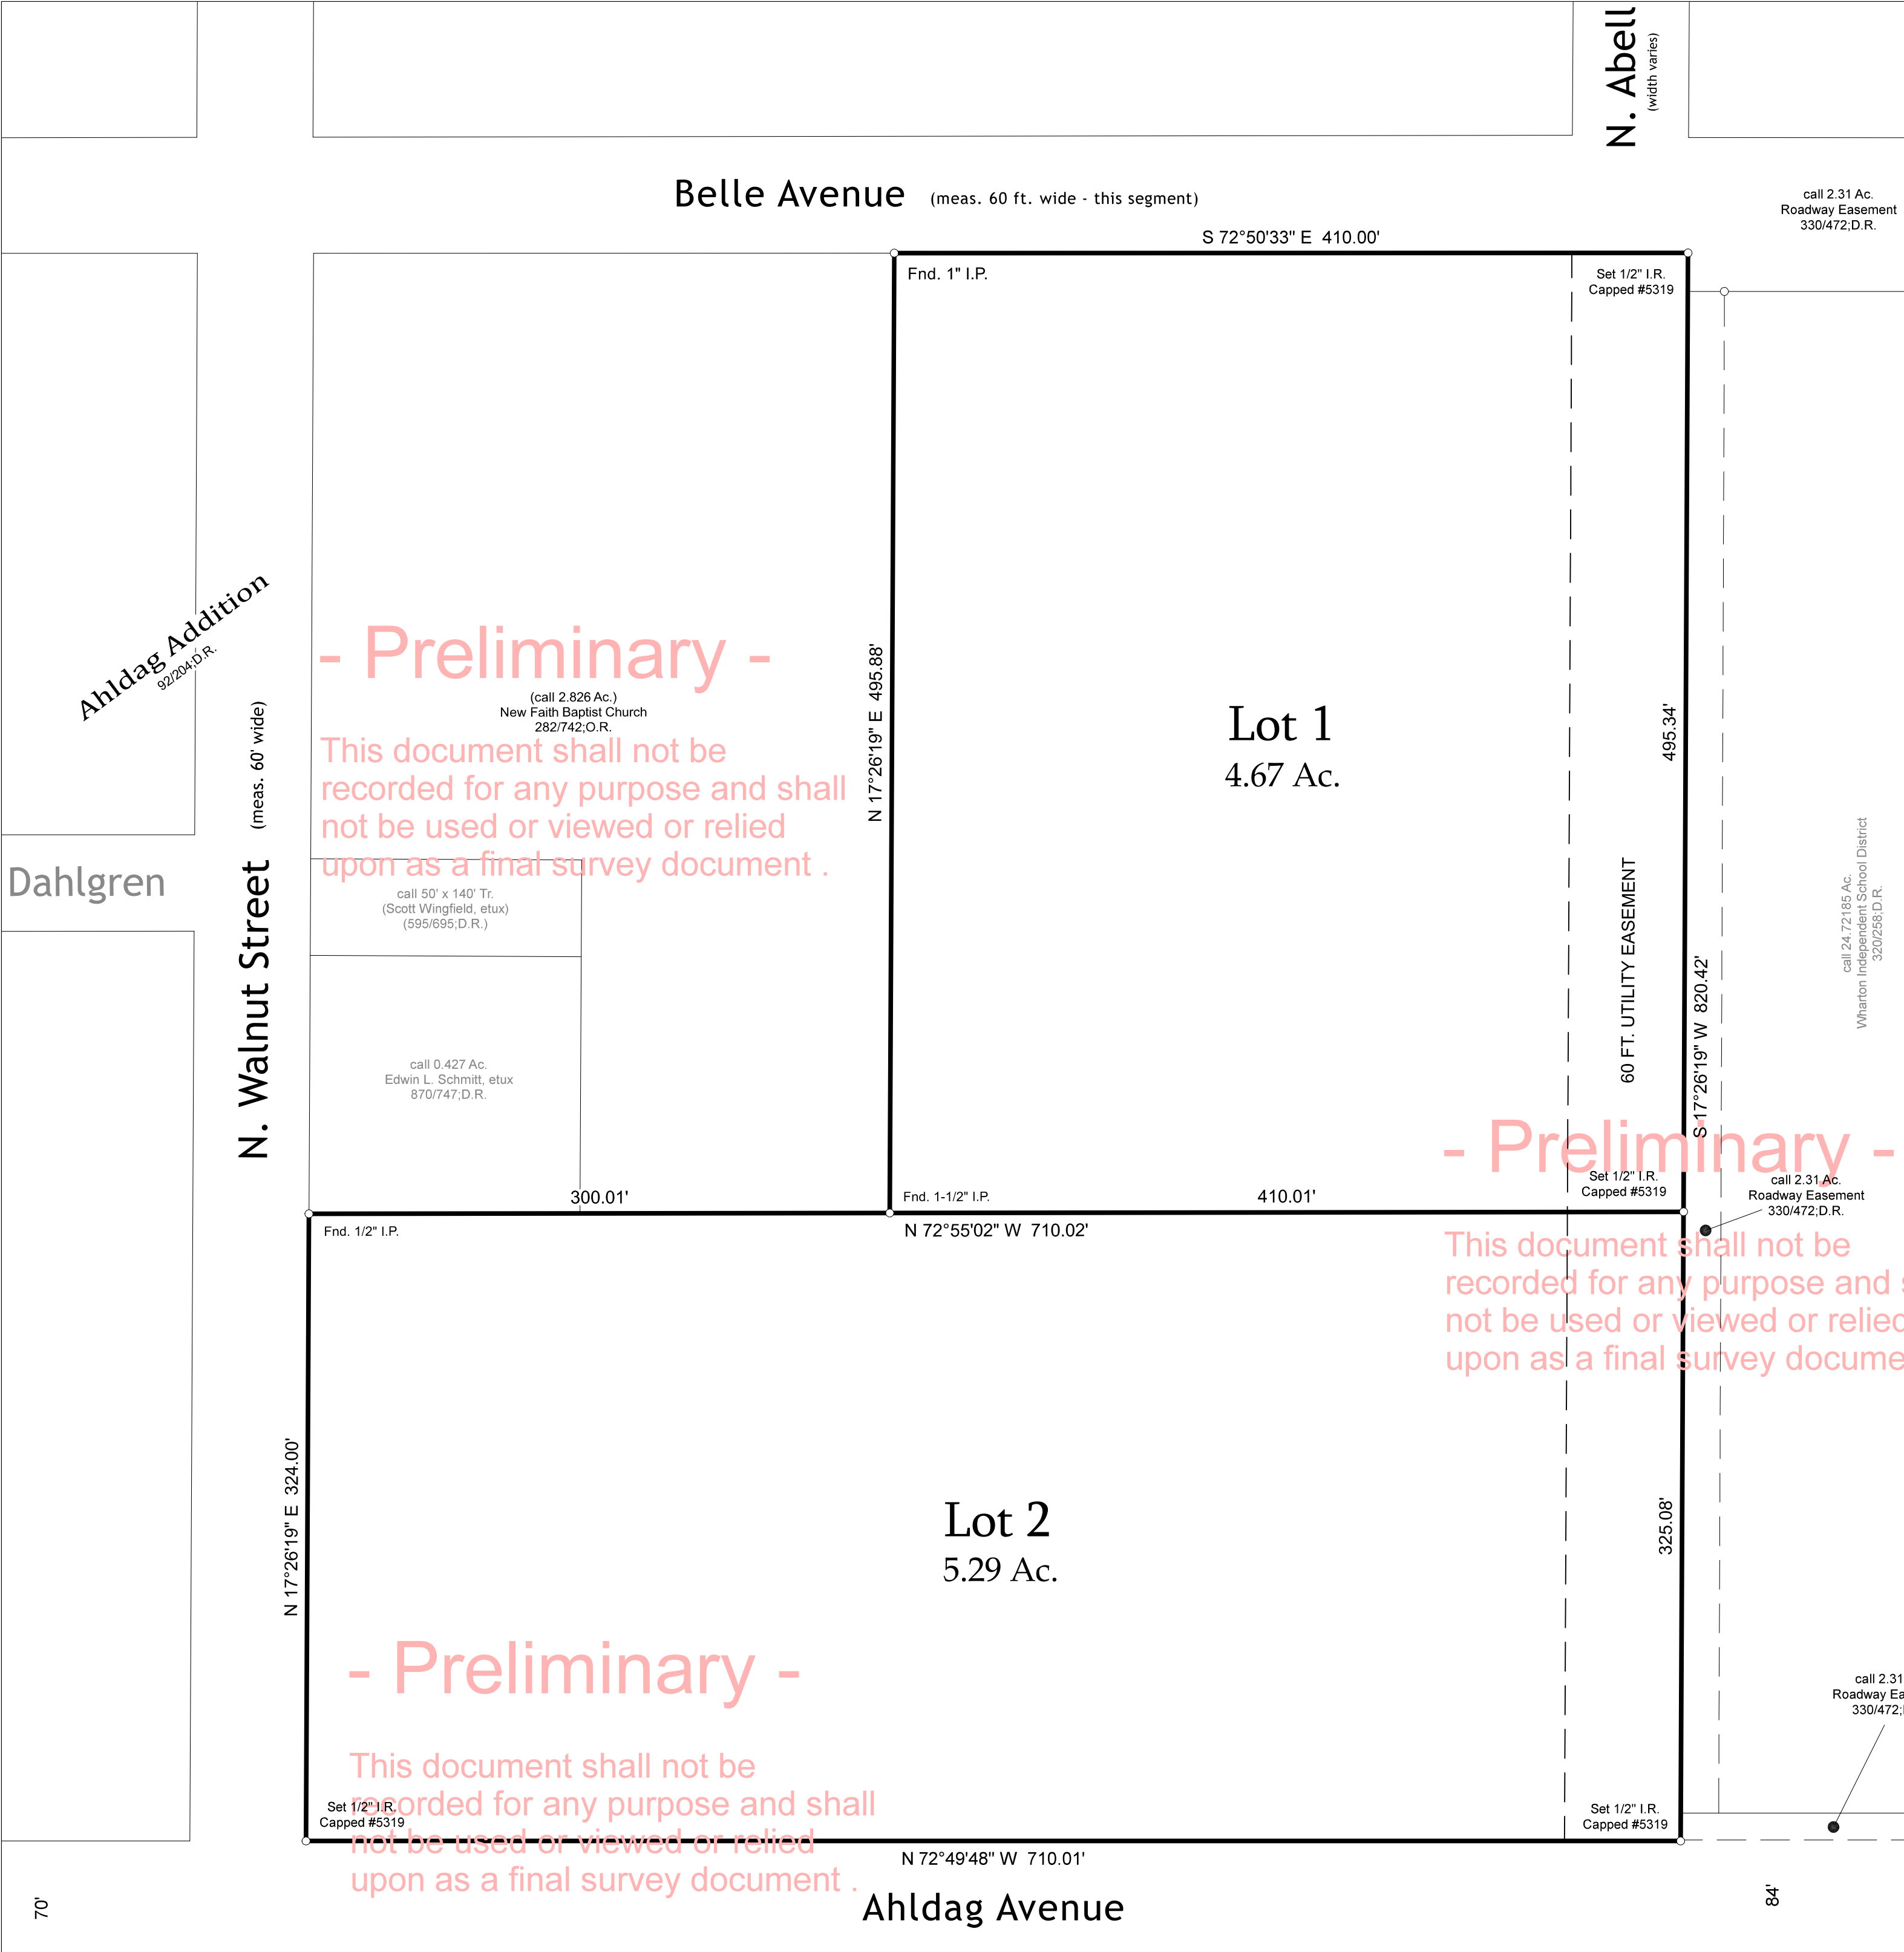 N. Abell
(width varies)
Belle Avenue (meas. 60 ft. wide - this segment)
call 2.31 Ac.
Roadway Easement
330/472;D.R.
S 72°50'33" E 410.00'
Fnd. 1" I.P.
Set 1/2" I.R.
Capped #5319
Ahldag Addition
92/204;D.R.
- Preliminary -
(call 2.826 Ac.)
New Faith Baptist Church
282/742;O.R.
This document shall not be
recorded for any purpose and shall
not be used or viewed or relied
upon as a final survey document .
N 17°26'19" E 495.88'
Lot 1
4.67 Ac.
495.34'
N. Walnut Street (meas. 60' wide)
Dahlgren
call 50' x 140' Tr.
(Scott Wingfield, etux)
(595/695;D.R.)
call 0.427 Ac.
Edwin L. Schmitt, etux
870/747;D.R.
60 FT. UTILITY EASEMENT
S 17°26'19" W 820.42'
call 24.72185 Ac.
Wharton Independent School District
320/258;D.R.
- Preliminary -
Set 1/2" I.R.
Capped #5319
call 2.31 Ac.
Roadway Easement
330/472;D.R.
300.01'
Fnd. 1-1/2" I.P.
410.01'
Fnd. 1/2" I.P.
N 72°55'02" W 710.02'
This document shall not be
recorded for any purpose and s
not be used or viewed or relied
upon as a final survey docume
N 17°26'19" E 324.00'
Lot 2
5.29 Ac.
325.08'
- Preliminary -
call 2.31
Roadway Ea
330/472;
This document shall not be
recorded for any purpose and shall
not be used or viewed or relied
upon as a final survey document .
Set 1/2" I.R.
Capped #5319
Set 1/2" I.R.
Capped #5319
N 72°49'48" W 710.01'
70'
Ahldag Avenue
84'